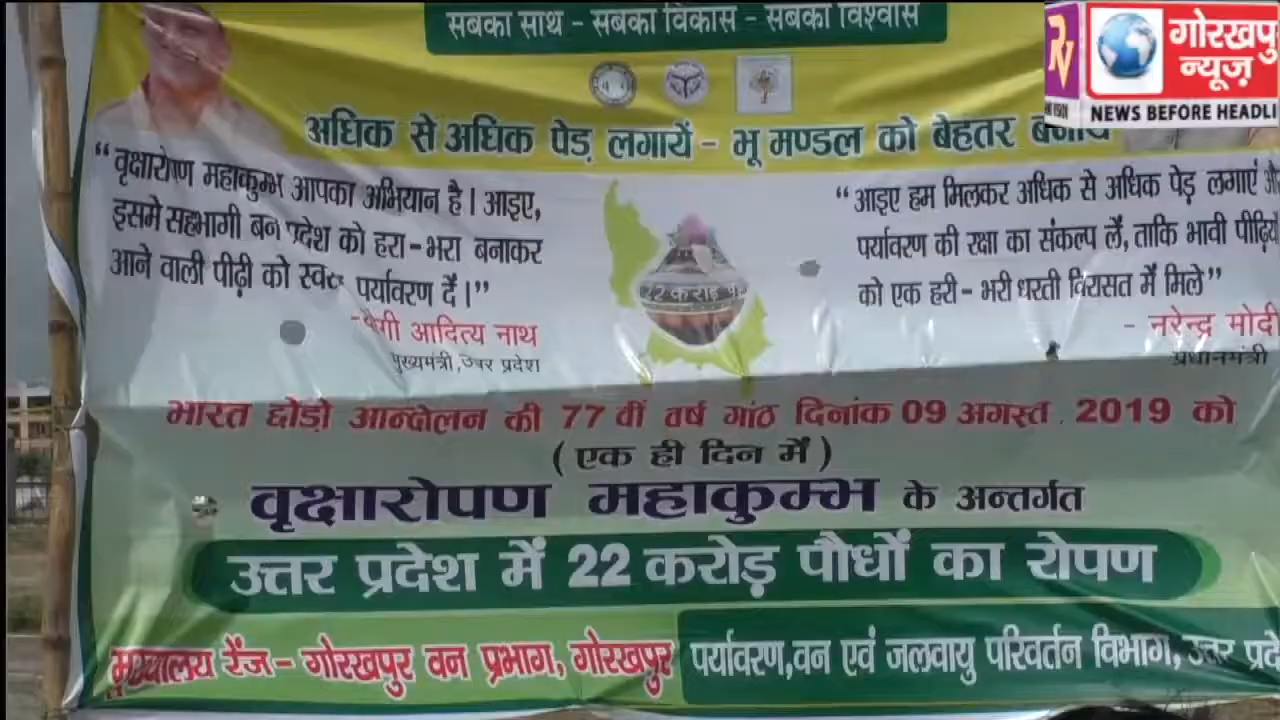 सबका साथ - सबका विकास - सबका विश्वास
गोरखपु
न्यूज़
NEWS BEFORE HEADLI
अधिक से अधिक पेड़ लगायें - भू मण्डल को बेहतर बनाये
“वृक्षारोपण महाकुम्भ आपका अभियान है। आइए,
इसमे सहभागी बन प्रदेश को हरा-भरा बनाकर
आने वाली पीढ़ी को स्वच्छ पर्यावरण दें।”
-योगी आदित्य नाथ
मुख्यमंत्री, उत्तर प्रदेश
“आइए हम मिलकर अधिक से अधिक पेड़ लगाएं
पर्यावरण की रक्षा का संकल्प लें, ताकि भावी पीढ़िय
को एक हरी-भरी धरती विरासत में मिले”
- नरेन्द्र मोदी
प्रधानमंत्री
22 करोड़
भारत छोड़ो आन्दोलन की 77 वीं वर्ष गांठ दिनांक 09 अगस्त, 2019 को
(एक ही दिन में)
वृक्षारोपण महाकुम्भ के अन्तर्गत
उत्तर प्रदेश में 22 करोड़ पौधों का रोपण
मुख्यालय रेंज- गोरखपुर वन प्रभाग, गोरखपुर
पर्यावरण,वन एवं जलवायु परिवर्तन विभाग, उत्तर प्रदे